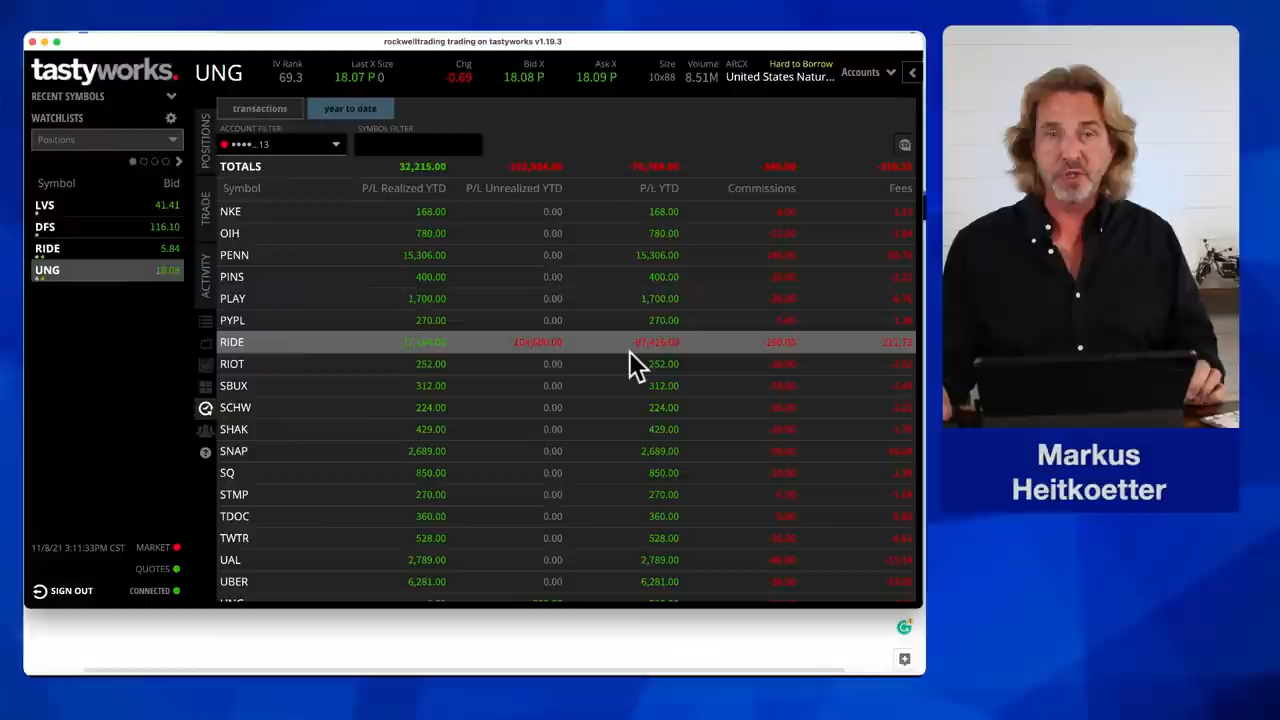 rockwelltrading trading on tastyworks v1.19.3
tastyworks. UNG
IV Rank Last X Size Chg Bid X Ask X Size Volume ARCX Hard to Borrow
69.3 18.07 P 0 -0.69 18.08 P 18.09 P 10x88 8.51M United States Natur... Accounts
RECENT SYMBOLS
WATCHLISTS
Positions
Symbol Bid
LVS 41.41
DFS 116.10
RIDE 5.84
UNG 18.08
11/8/21 3:11:33PM CST MARKET
QUOTES
SIGN OUT CONNECTED
POSITIONS
TRADE
ACTIVITY
transactions year to date
ACCOUNT FILTER SYMBOL FILTER
••••...13
TOTALS 32,215.00
Symbol P/L Realized YTD P/L Unrealized YTD P/L YTD Commissions Fees
NKE 168.00 0.00 168.00
OIH 780.00 0.00 780.00
PENN 15,306.00 0.00 15,306.00
PINS 400.00 0.00 400.00
PLAY 1,700.00 0.00 1,700.00
PYPL 270.00 0.00 270.00
RIDE
RIOT 252.00 0.00 252.00
SBUX 312.00 0.00 312.00
SCHW 224.00 0.00 224.00
SHAK 429.00 0.00 429.00
SNAP 2,689.00 0.00 2,689.00
SQ 850.00 0.00 850.00
STMP 270.00 0.00 270.00
TDOC 360.00 0.00 360.00
TWTR 528.00 0.00 528.00
UAL 2,789.00 0.00 2,789.00
UBER 6,281.00 0.00 6,281.00
Markus
Heitkoetter